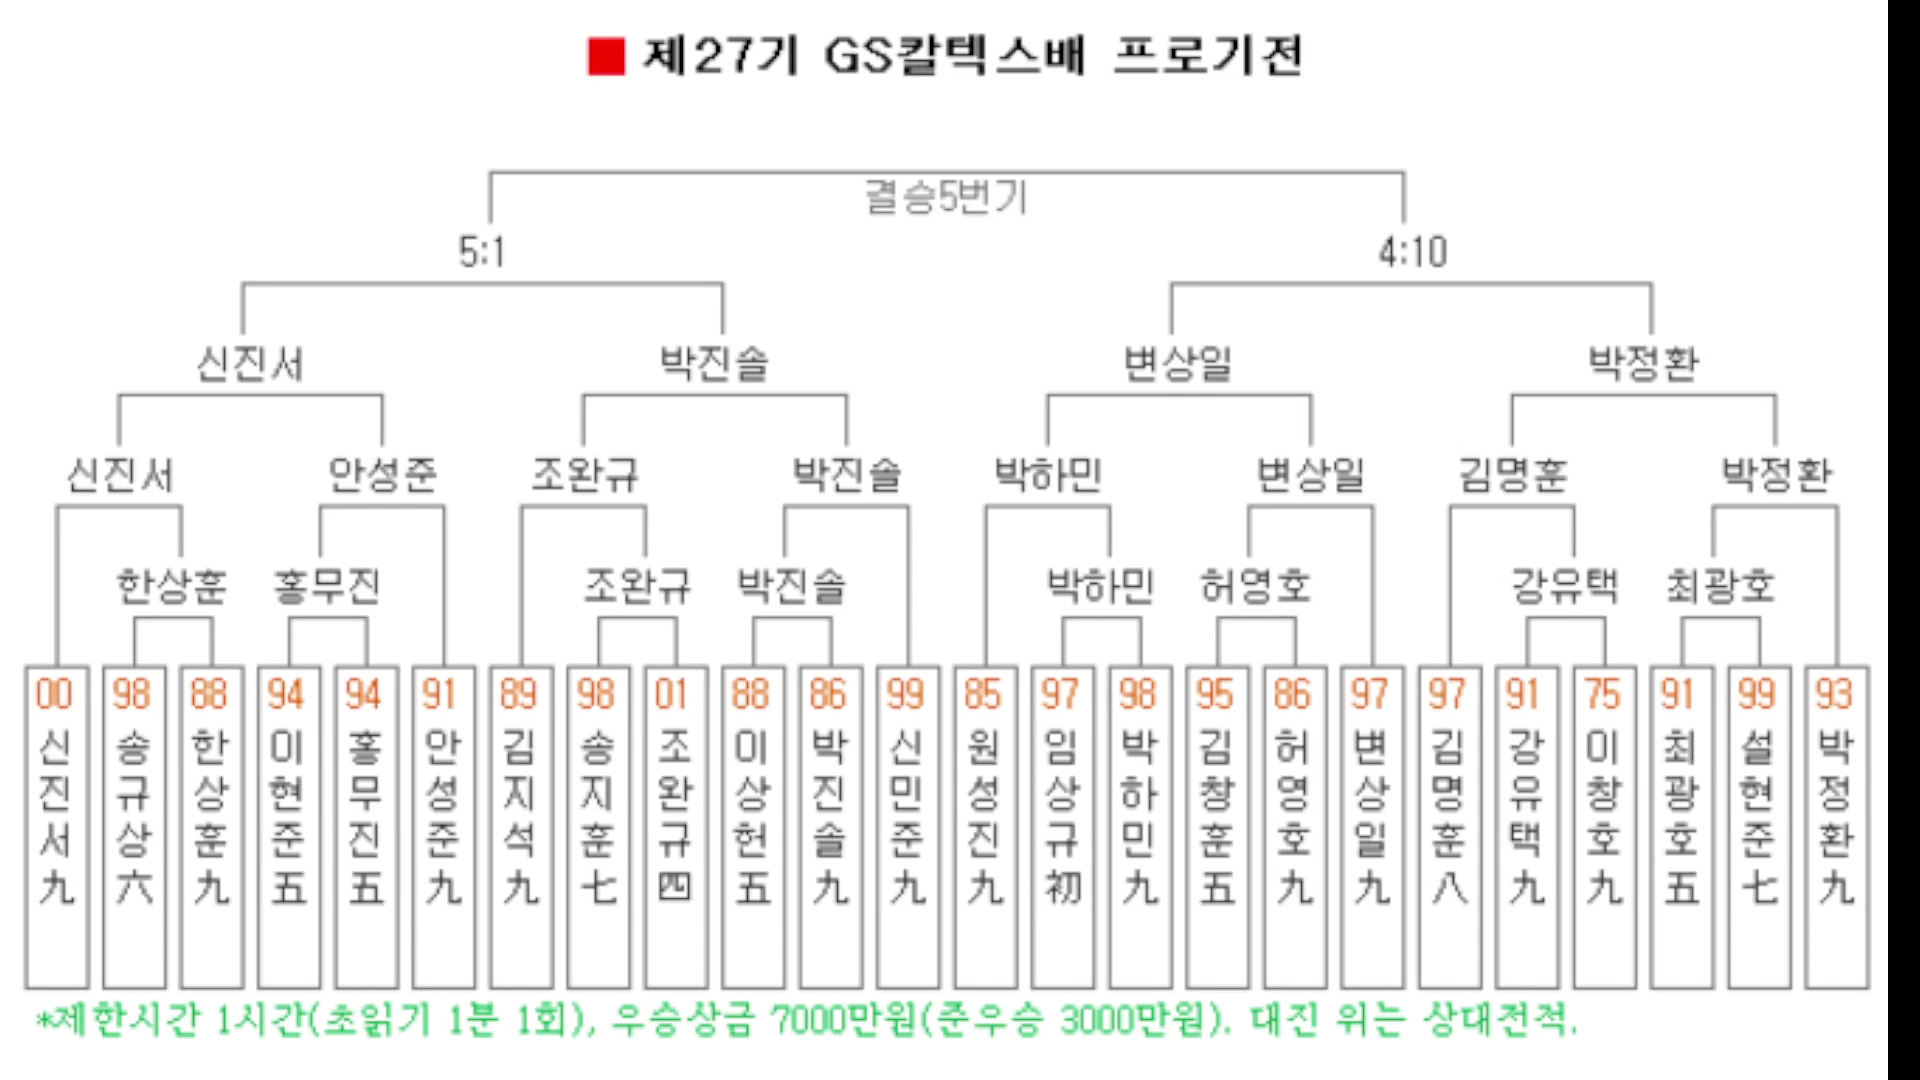 ■ 제27기 GS칼텍스배 프로기전
결승5번기
5:1 4:10
신진서 박진솔 변상일 박정환
신진서 안성준 조완규 박진솔 박하민 변상일 김명훈 박정환
한상훈 홍무진 조완규 박진솔 박하민 허영호 강유택 최광호
00 98 88 94 94 91 89 98 01 88 86 99 85 97 98 95 86 97 97 91 75 91 99 93
신진서九 송규상六 한상훈九 이현준五 홍무진五 안성준九 김지석九 송지훈七 조완규四 이상헌五 박진솔九 신민준九 원성진九 임상규初 박하민九 김창훈五 허영호九 변상일九 김명훈八 강유택九 이창호九 최광호五 설현준七 박정환九
*제한시간 1시간(초읽기 1분 1회), 우승상금 7000만원(준우승 3000만원). 대진 위는 상대전적.